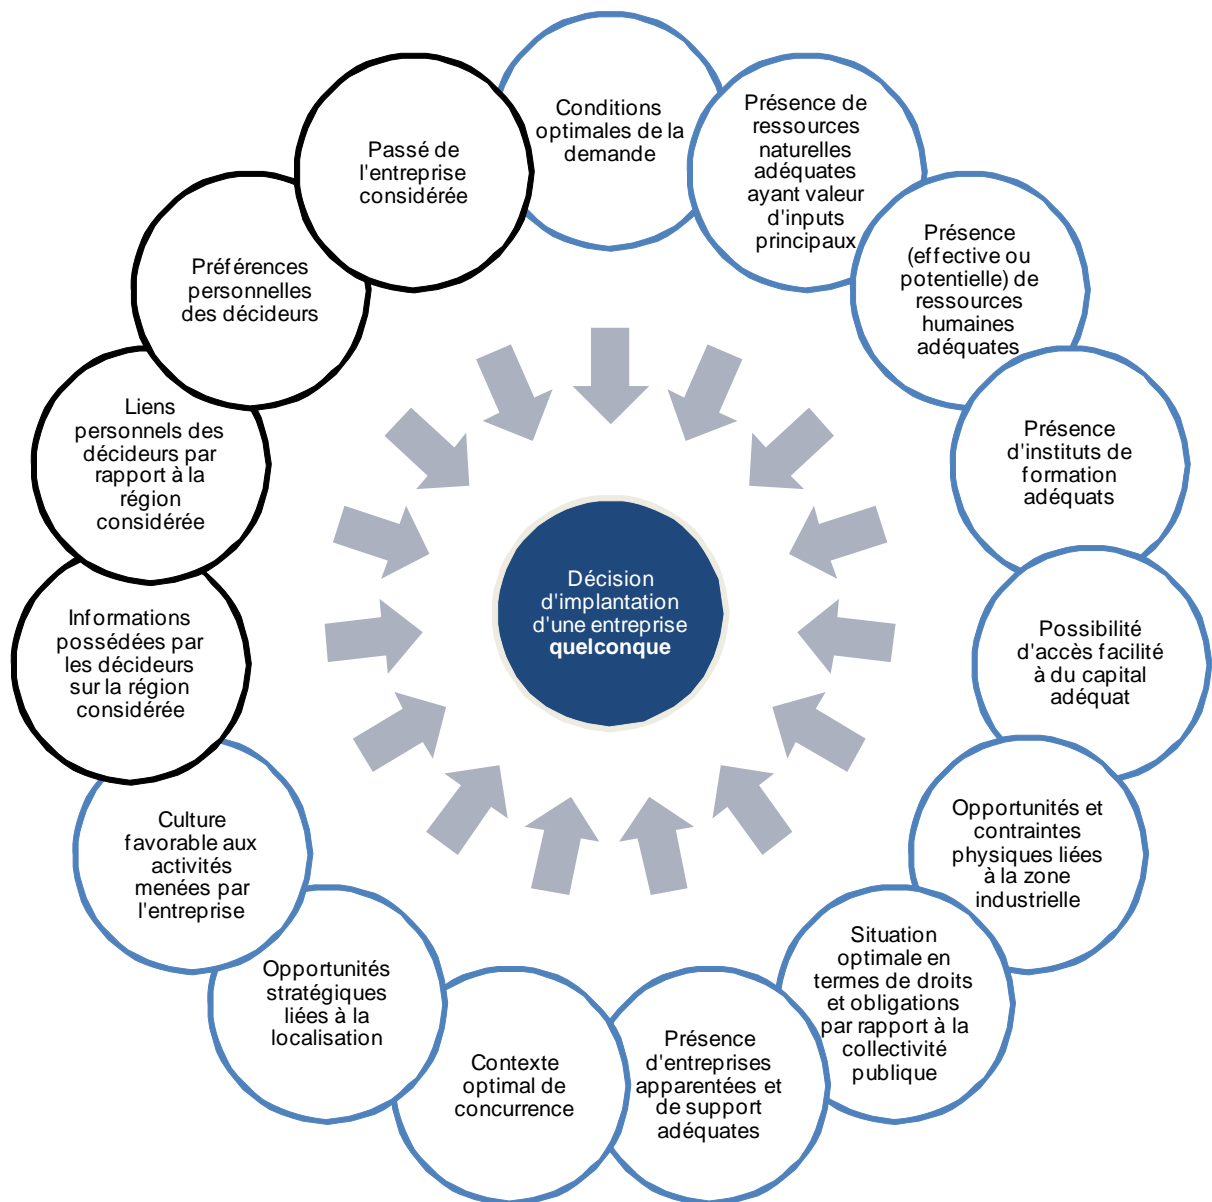 Conditions
optimales de la
demande
Présence de
ressources
naturelles
adéquates
ayant valeur
d'inputs
principaux
Présence
(effective ou
potentielle) de
ressources
humaines
adéquates
Présence
d'instituts de
formation
adéquats
Possibilité
d'accès facilité
à du capital
adéquat
Opportunités et
contraintes
physiques liées
à la zone
industrielle
Situation
optimale en
termes de droits
et obligations
par rapport à la
collectivité
publique
Présence
d'entreprises
apparentées et
de support
adéquates
Contexte
optimal de
concurrence
Opportunités
stratégiques
liées à la
localisation
Culture
favorable aux
activités
menées par
l'entreprise
Informations
possédées par
les décideurs
sur la région
considérée
Liens
personnels des
décideurs par
rapport à la
région
considérée
Préférences
personnelles
des décideurs
Passé de
l'entreprise
considérée
Décision
d'implantation
d'une entreprise
quelconque